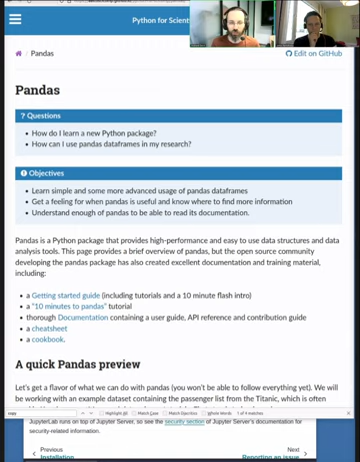 Python for Scient
Pandas
Edit on GitHub
Pandas
? Questions
How do I learn a new Python package?
How can I use pandas dataframes in my research?
Objectives
Learn simple and some more advanced usage of pandas dataframes
Get a feeling for when pandas is useful and know where to find more information
Understand enough of pandas to be able to read its documentation.
Pandas is a Python package that provides high-performance and easy to use data structures and
data analysis tools. This page provides a brief overview of pandas, but the open source community
developing the pandas package has also created excellent documentation and training material,
including:
a Getting started guide (including tutorials and a 10 minute flash intro)
a "10 minutes to pandas" tutorial
thorough Documentation containing a user guide, API reference and contribution guide
a cheatsheet
a cookbook.
A quick Pandas preview
Let's get a flavor of what we can do with pandas (you won't be able to follow everything yet). We will
be working with an example dataset containing the passenger list from the Titanic, which is often
copy
Highlight All Match Case Match Diacritics Whole Words 1 of 4 matches
JupyterLab runs on top of Jupyter Server, so see the security section of Jupyter Server's documentation for
security-related information.
Previous
Installation
Next
Reporting an issue